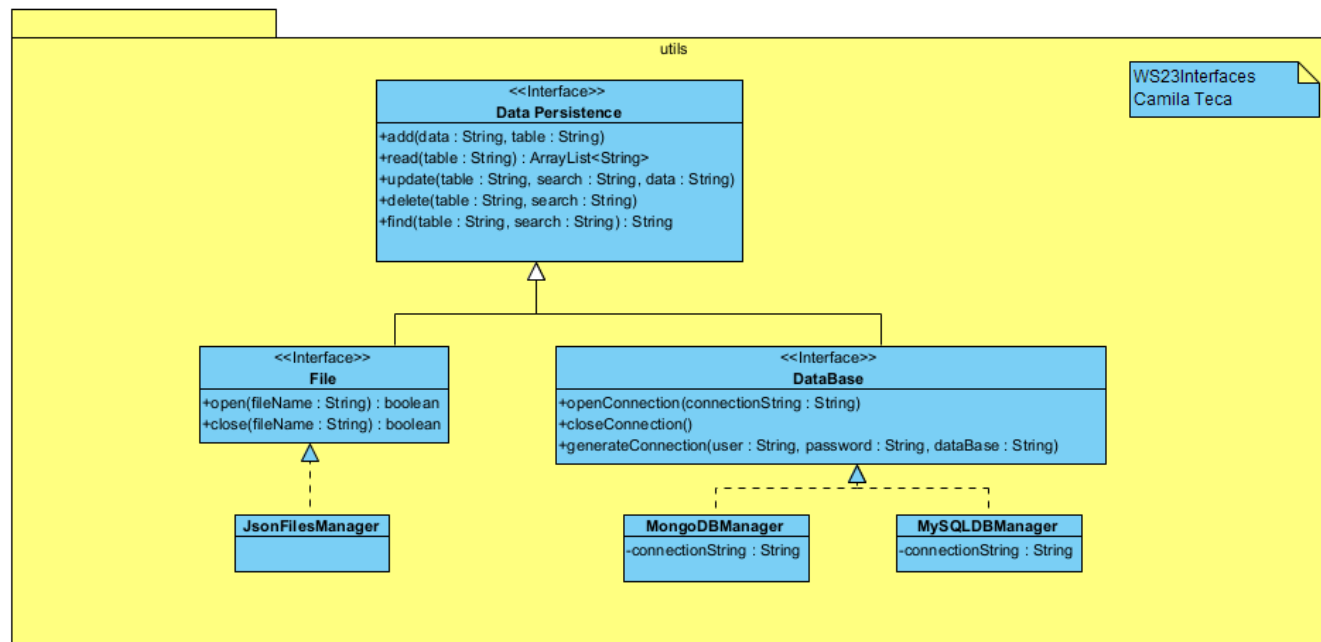 utils
WS23Interfaces
Camila Teca
<<Interface>>
Data Persistence
+add(data : String, table : String)
+read(table : String) : ArrayList<String>
+update(table : String, search : String, data : String)
+delete(table : String, search : String)
+find(table : String, search : String) : String
<<Interface>>
File
+open(fileName : String) : boolean
+close(fileName : String) : boolean
<<Interface>>
DataBase
+openConnection(connectionString : String)
+closeConnection()
+generateConnection(user : String, password : String, dataBase : String)
JsonFilesManager
MongoDBManager
-connectionString : String
MySQLDBManager
-connectionString : String